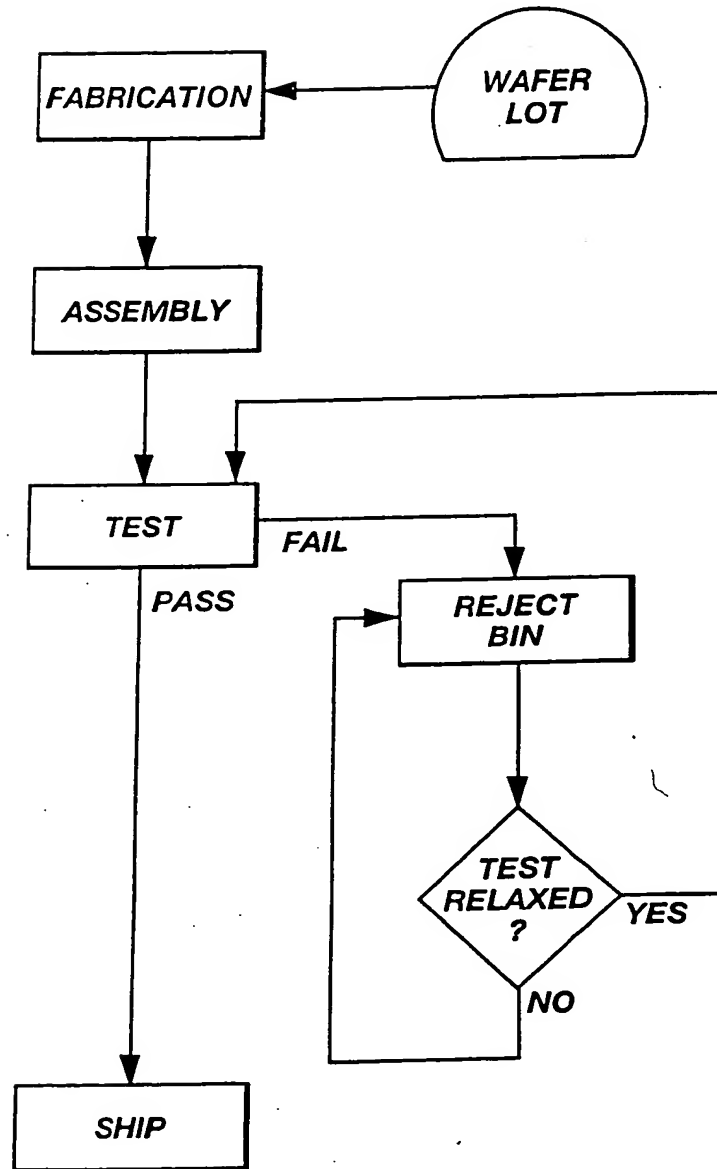 WAFER
LOT
FABRICATION
ASSEMBLY
TEST
FAIL
PASS
REJECT
BIN
TEST
RELAXED
?
YES
NO
SHIP